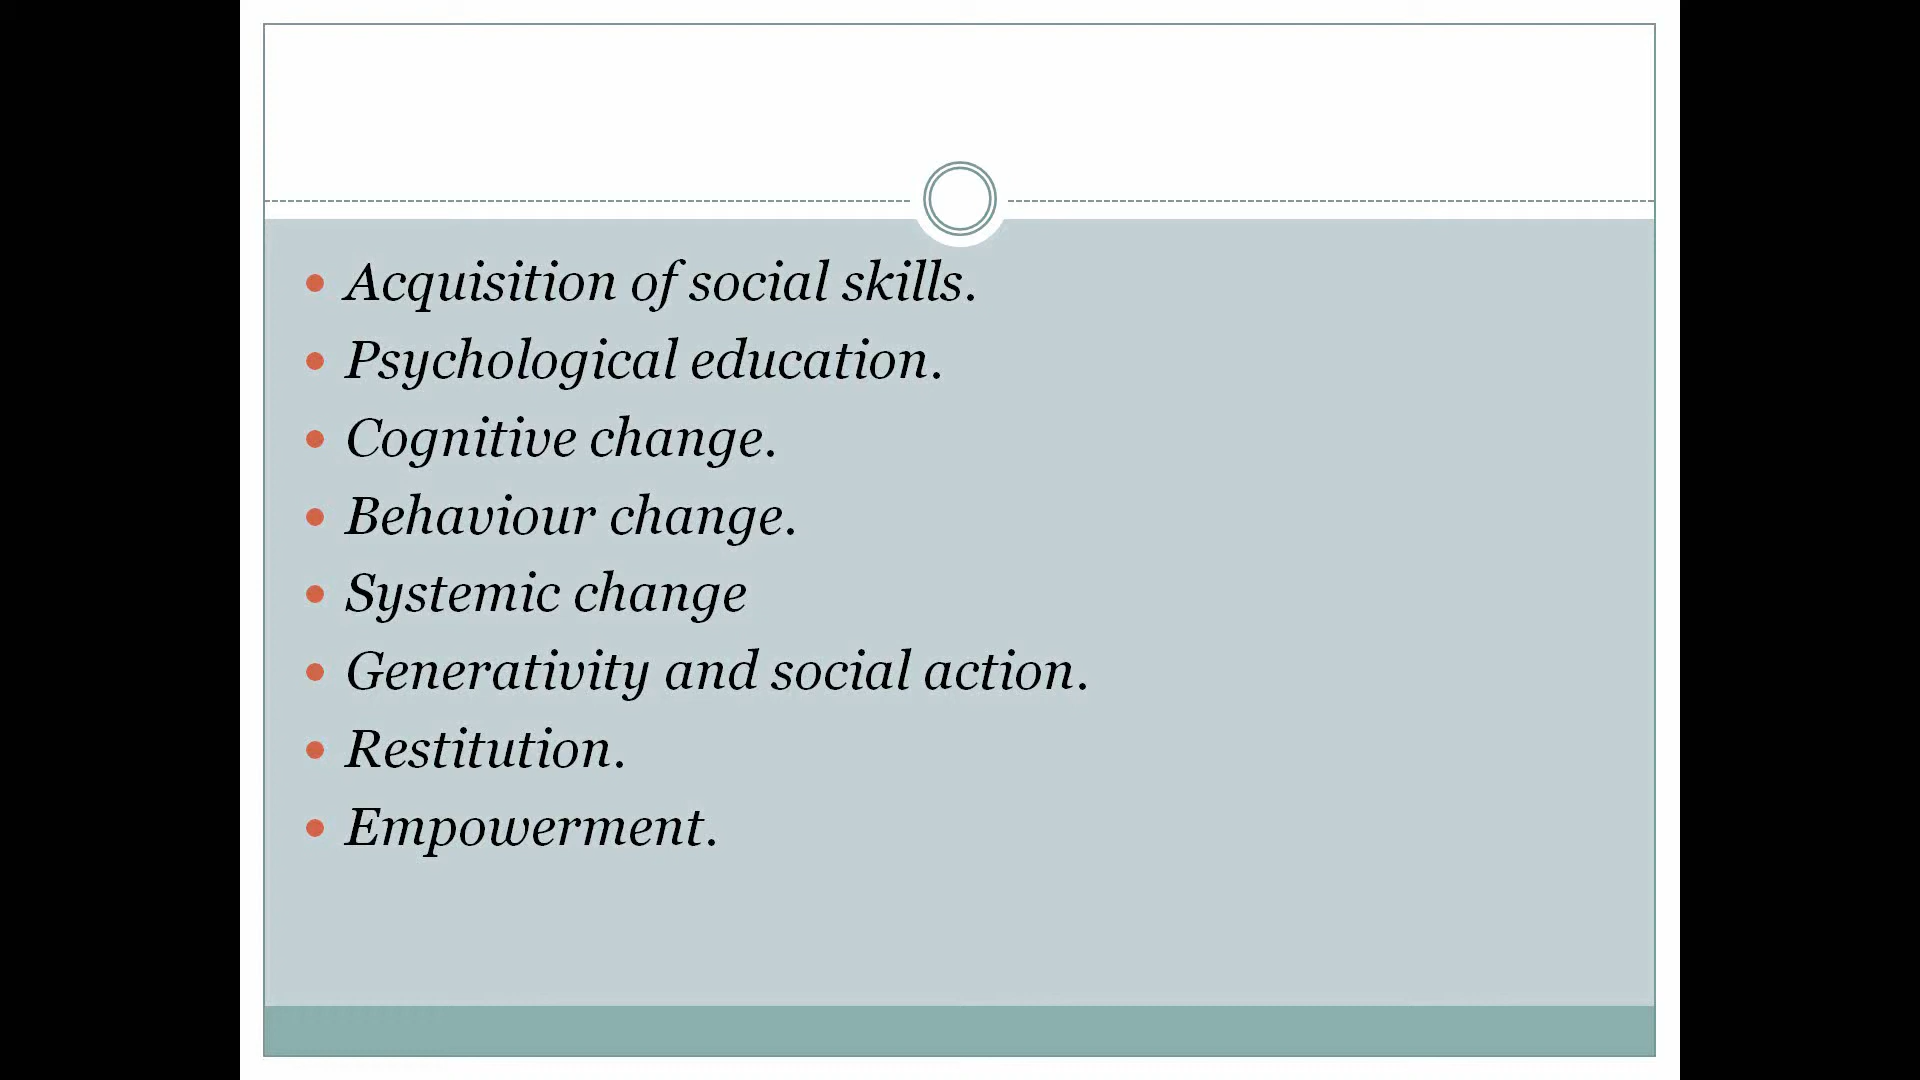 Acquisition of social skills.
Psychological education.
Cognitive change.
Behaviour change.
Systemic change
Generativity and social action.
Restitution.
Empowerment.